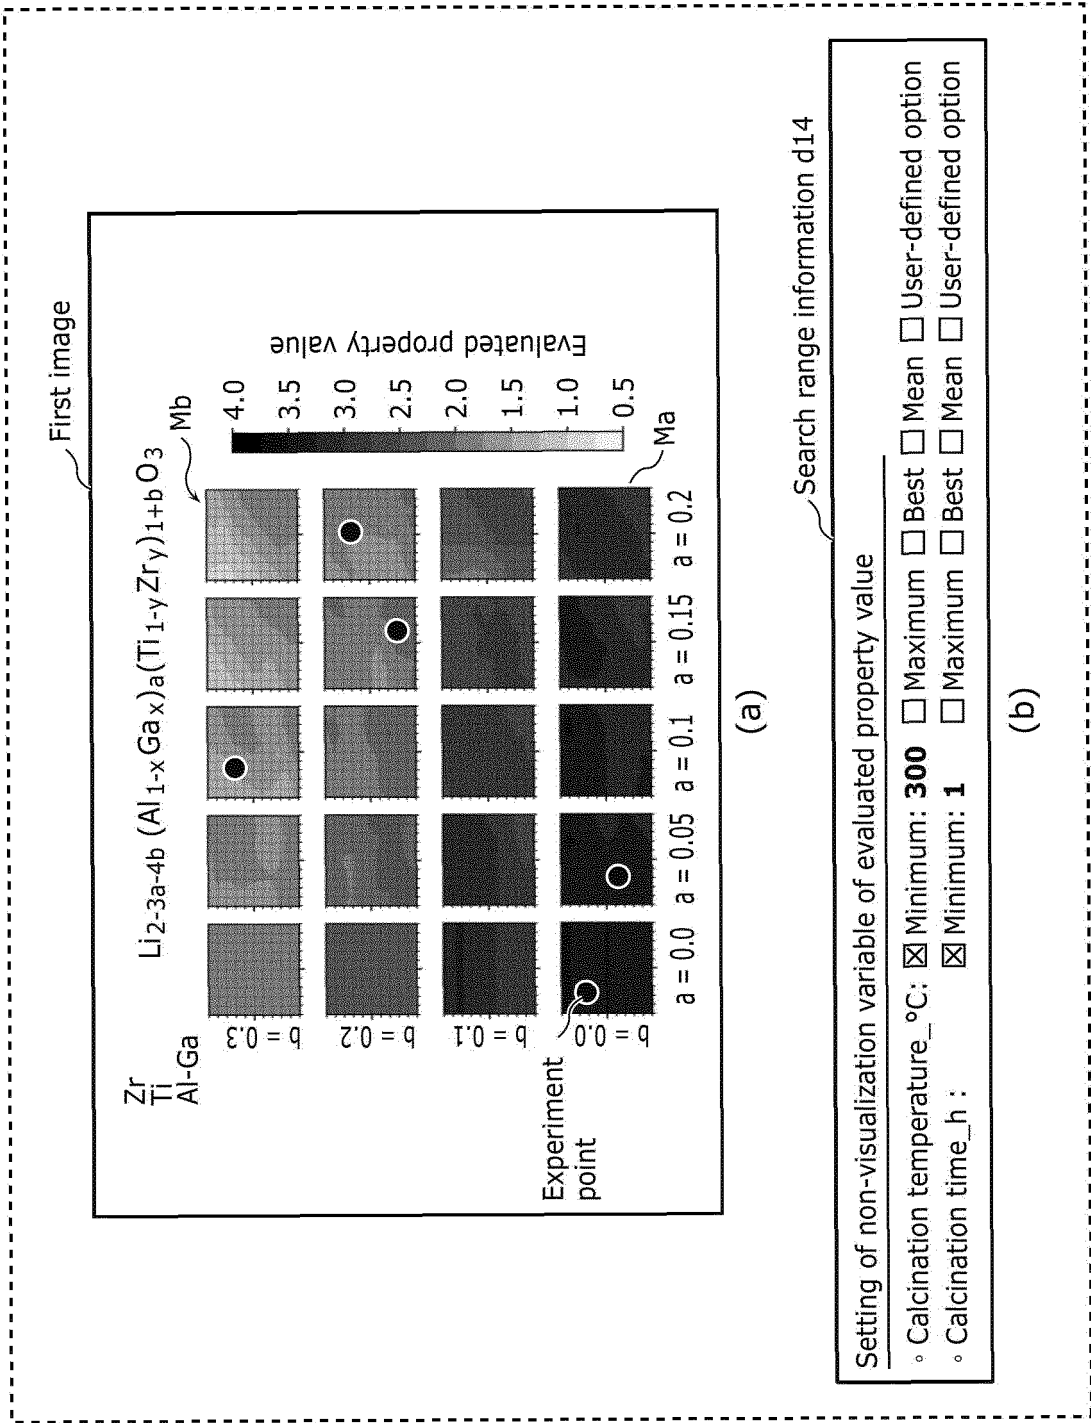 First image
Li2-3a-4b (Al1-xGax)a(Ti1-yZry)1+bO3
Mb
Zr
Ti
Al-Ga
b = 0.3
b = 0.2
b = 0.1
b = 0.0
a = 0.0
a = 0.05
a = 0.1
a = 0.15
a = 0.2
Ma
4.0
3.5
3.0
2.5
2.0
1.5
1.0
0.5
Evaluated property value
Experiment
point
(a)
Search range information d14
Setting of non-visualization variable of evaluated property value
◦ Calcination temperature_°C: ☒ Minimum: 300 ☐ Maximum ☐ Best ☐ Mean ☐ User-defined option
◦ Calcination time_h : ☒ Minimum: 1 ☐ Maximum ☐ Best ☐ Mean ☐ User-defined option
(b)